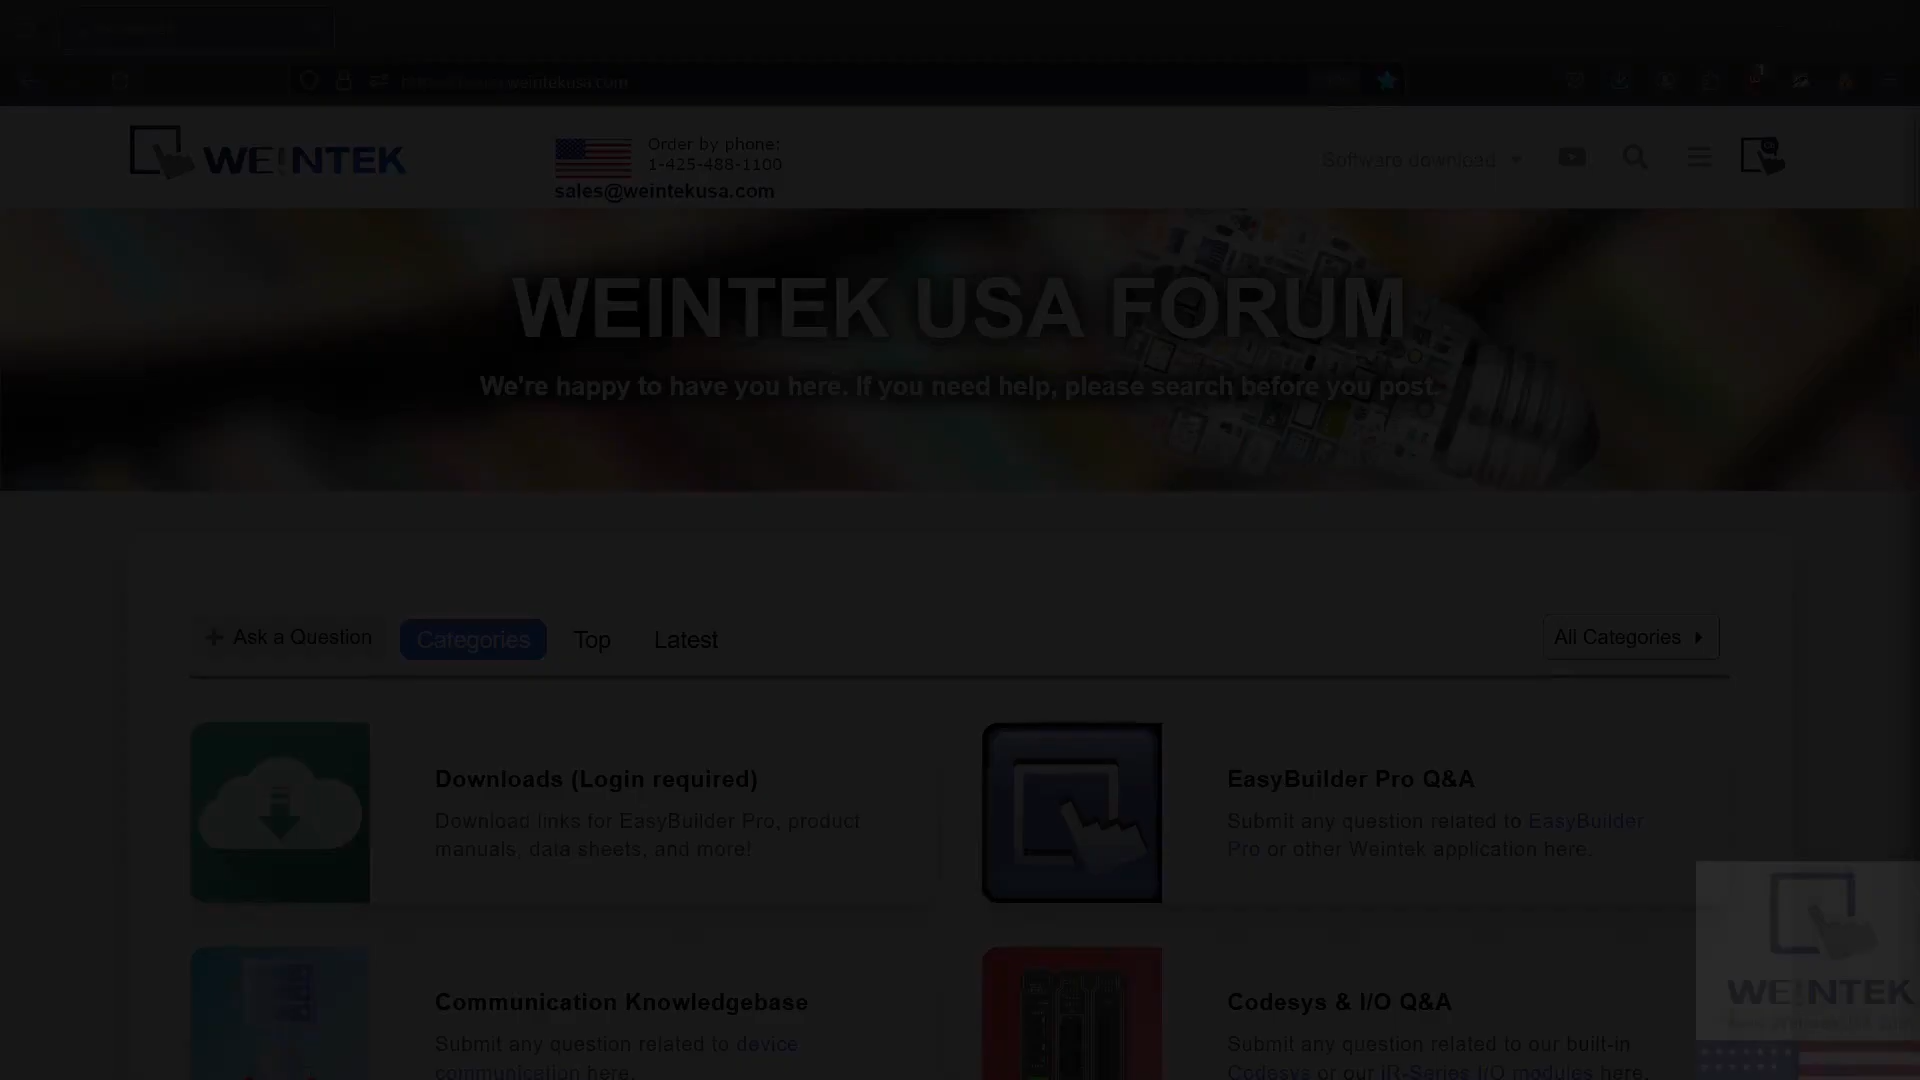 weintekusa.com
WEINTEK
Order by phone:
1-425-488-1100
sales@weintekusa.com
Software download
WEINTEK USA FORUM
We're happy to have you here. If you need help, please search before you post.
Ask a Question
Categories
Top
Latest
All Categories
Downloads (Login required)
Download links for EasyBuilder Pro, product
manuals, data sheets, and more!
EasyBuilder Pro Q&A
Submit any question related to EasyBuilder
Pro or other Weintek application here.
Communication Knowledgebase
Submit any question related to device
communication here.
Codesys & I/O Q&A
Submit any question related to our built-in
Codesys or our iR-Series I/O modules here.
WEINTEK